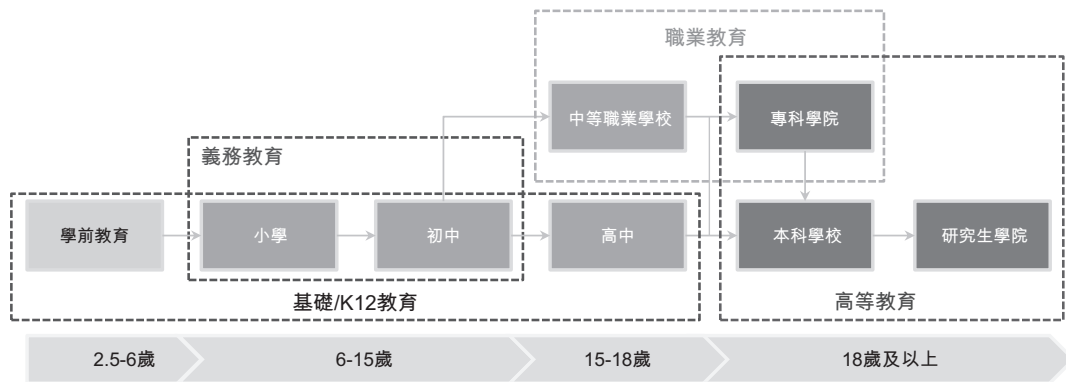 職業教育
中等職業學校
專科學院
義務教育
學前教育
小學
初中
高中
本科學校
研究生學院
基礎/K12教育
高等教育
2.5-6歲
6-15歲
15-18歲
18歲及以上